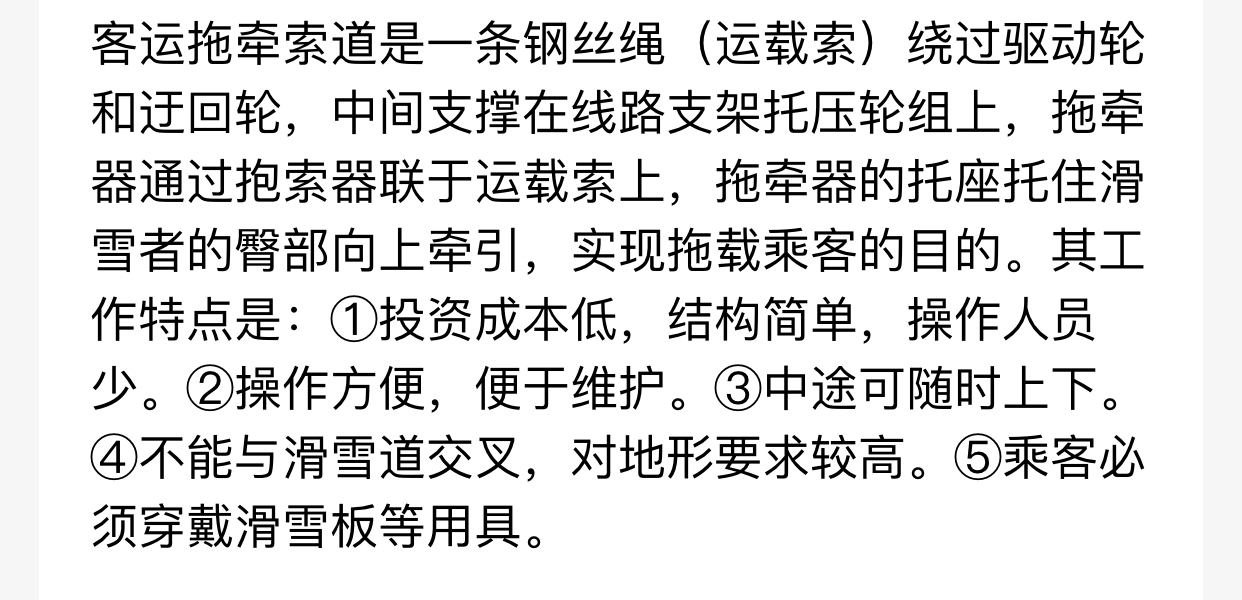 客运拖牵索道是一条钢丝绳（运载索）绕过驱动轮
和迂回轮，中间支撑在线路支架托压轮组上，拖牵
器通过抱索器联于运载索上，拖牵器的托座托住滑
雪者的臀部向上牵引，实现拖载乘客的目的。其工
作特点是：①投资成本低，结构简单，操作人员
少。②操作方便，便于维护。③中途可随时上下。
④不能与滑雪道交叉，对地形要求较高。⑤乘客必
须穿戴滑雪板等用具。